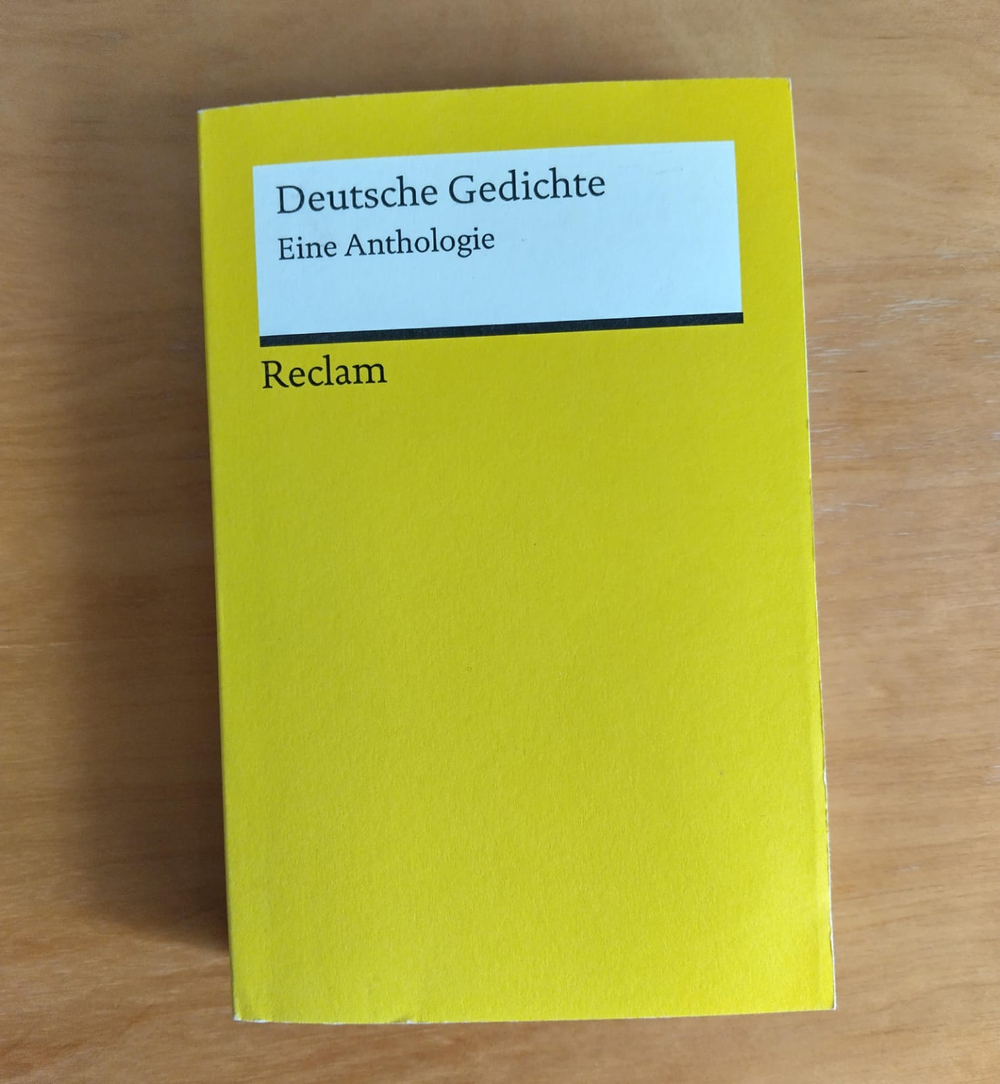 Deutsche Gedichte
Eine Anthologie
Reclam